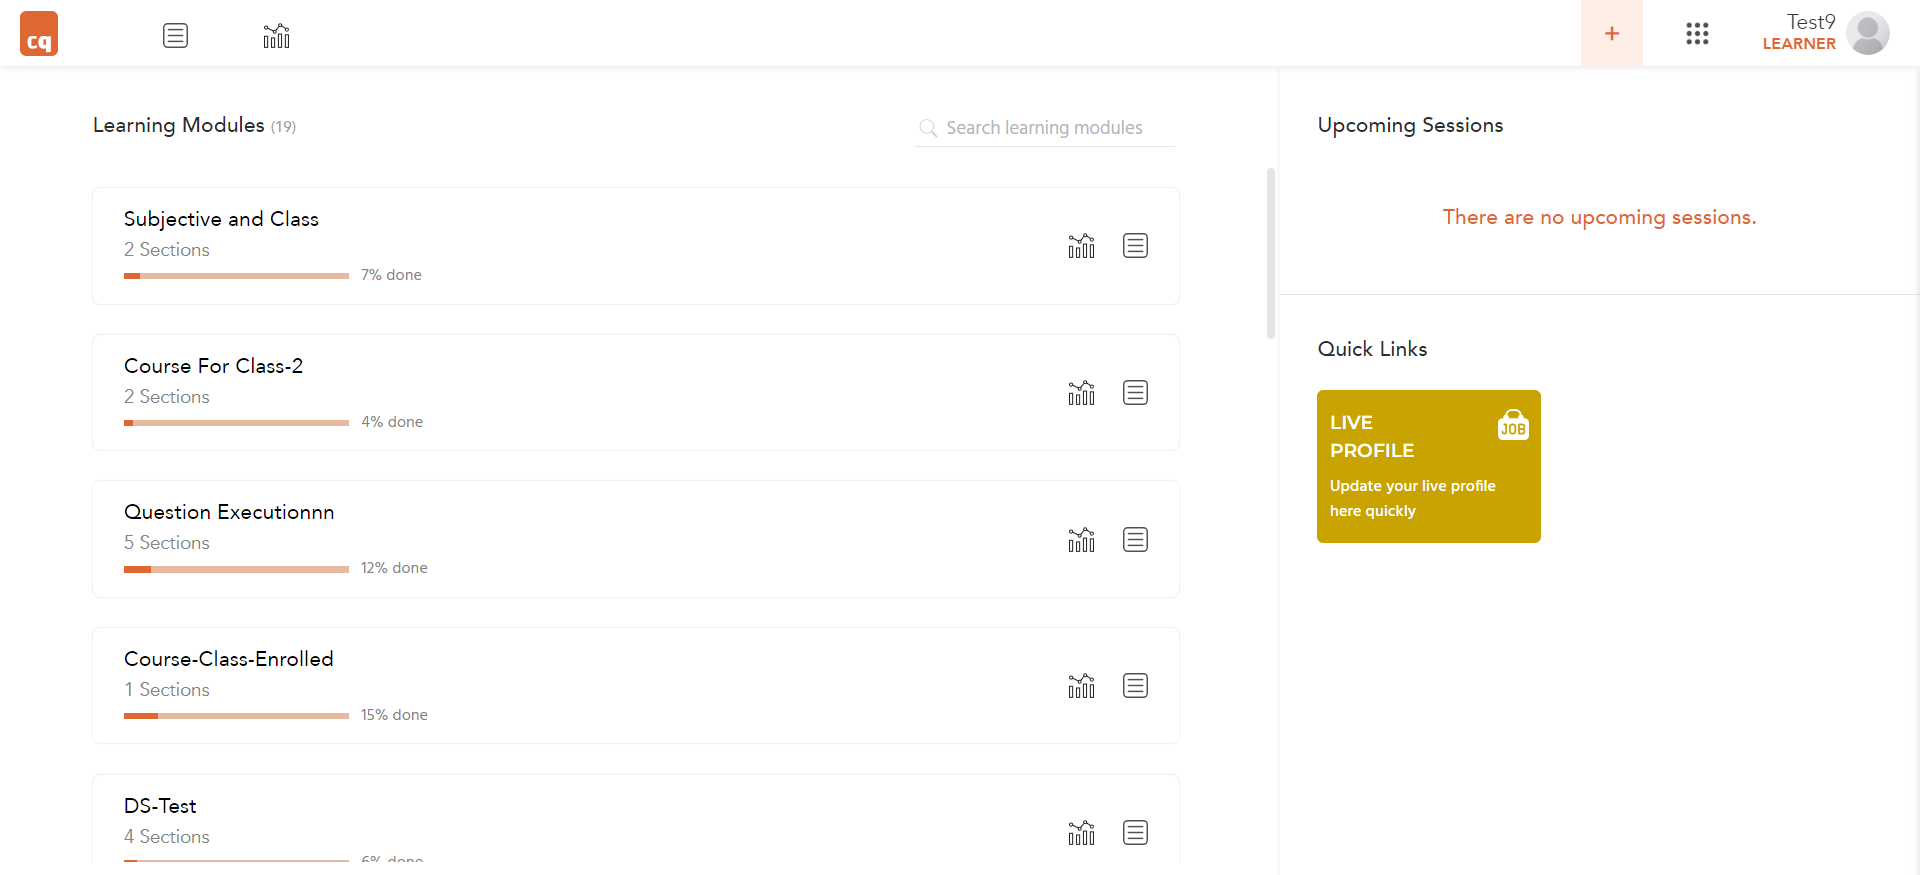 cq
+
Test9
LEARNER
Learning Modules (19)
Search learning modules
Subjective and Class
2 Sections
7% done
Course For Class-2
2 Sections
4% done
Question Executionnn
5 Sections
12% done
Course-Class-Enrolled
1 Sections
15% done
DS-Test
4 Sections
6% done
Upcoming Sessions
There are no upcoming sessions.
Quick Links
LIVE
PROFILE
JOB
Update your live profile
here quickly